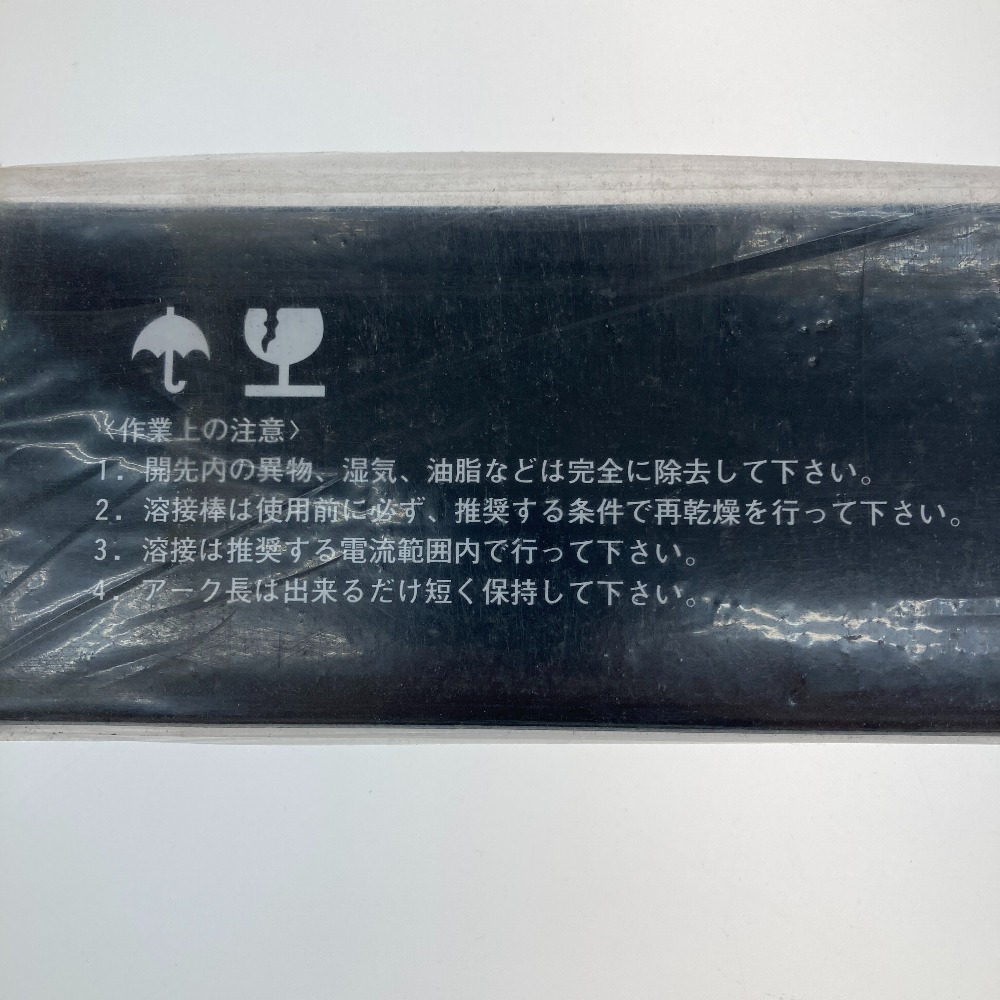 〈作業上の注意〉
1. 開先内の異物、湿気、油脂などは完全に除去して下さい。
2. 溶接棒は使用前に必ず、推奨する条件で再乾燥を行って下さい。
3. 溶接は推奨する電流範囲内で行って下さい。
4. アーク長は出来るだけ短く保持して下さい。